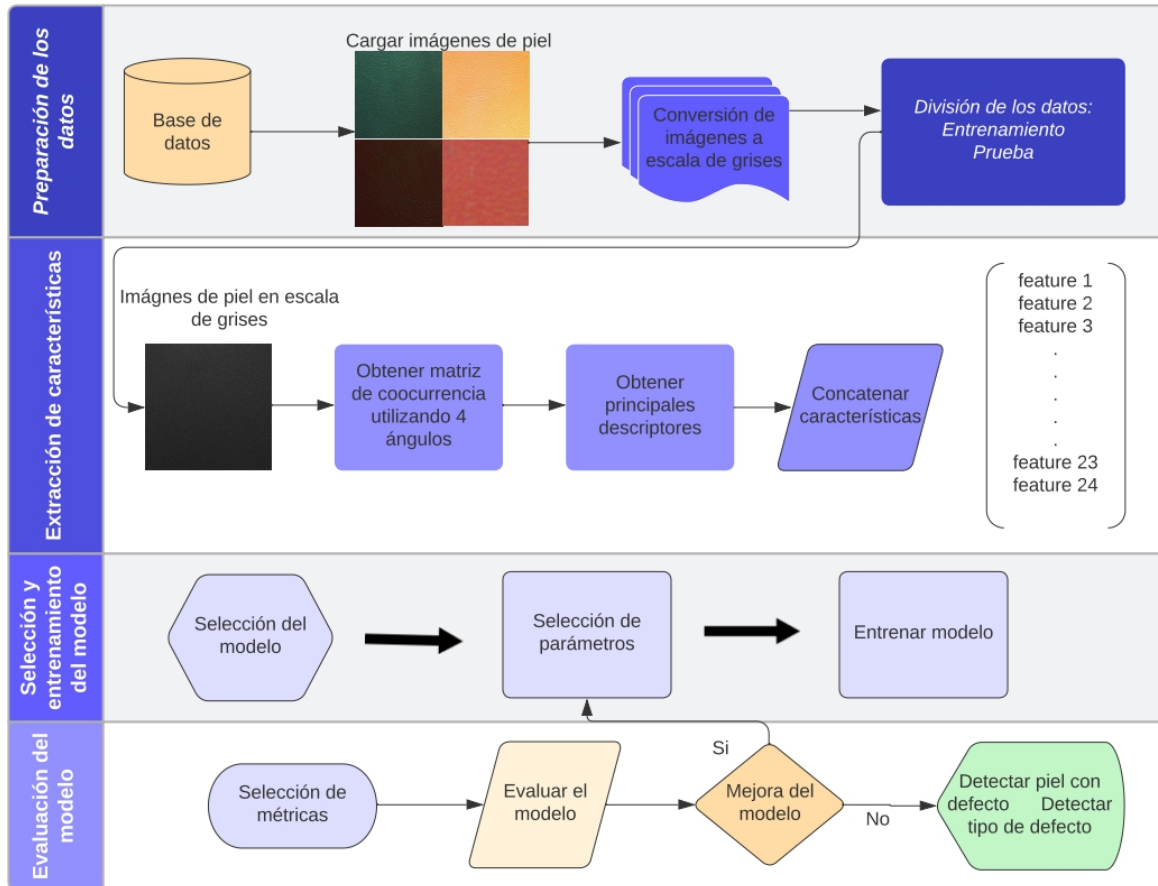 Preparación de los
datos
Cargar imágenes de piel
Base de
datos
Conversión de
imágenes a
escala de grises
División de los datos:
Entrenamiento
Prueba
Extracción de características
Imágnes de piel en escala
de grises
Obtener matriz
de coocurrencia
utilizando 4
ángulos
Obtener
principales
descriptores
Concatenar
características
feature 1
feature 2
feature 3
.
.
.
.
.
feature 23
feature 24
Selección y
entrenamiento
del modelo
Selección del
modelo
Selección de
parámetros
Entrenar modelo
Evaluación del
modelo
Selección de
métricas
Evaluar el
modelo
Si
Mejora del
modelo
No
Detectar piel con
defecto Detectar
tipo de defecto